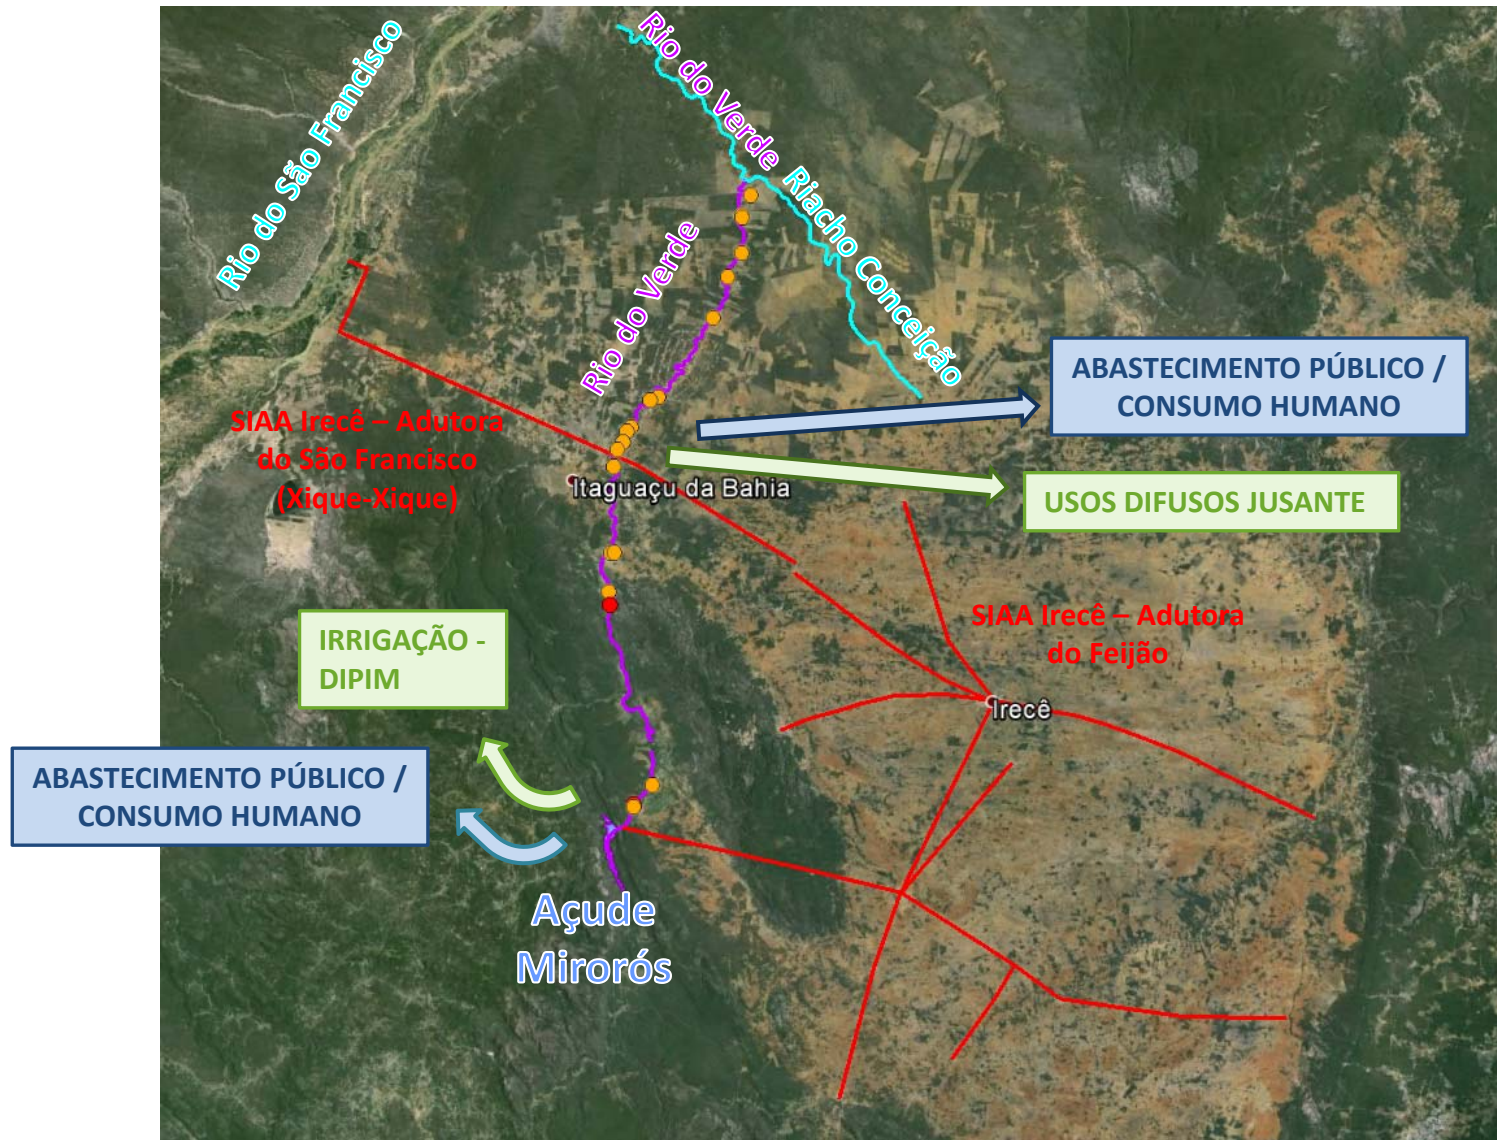 Rio do São Francisco
Rio do Verde
Riacho Conceição
Rio do Verde
ABASTECIMENTO PÚBLICO /
CONSUMO HUMANO
SIAA Irecê – Adutora
do São Francisco
(Xique-Xique)
Itaguaçu da Bahia
USOS DIFUSOS JUSANTE
IRRIGAÇÃO -
DIPIM
SIAA Irecê – Adutora
do Feijão
Irecê
ABASTECIMENTO PÚBLICO /
CONSUMO HUMANO
Açude
Mirorós